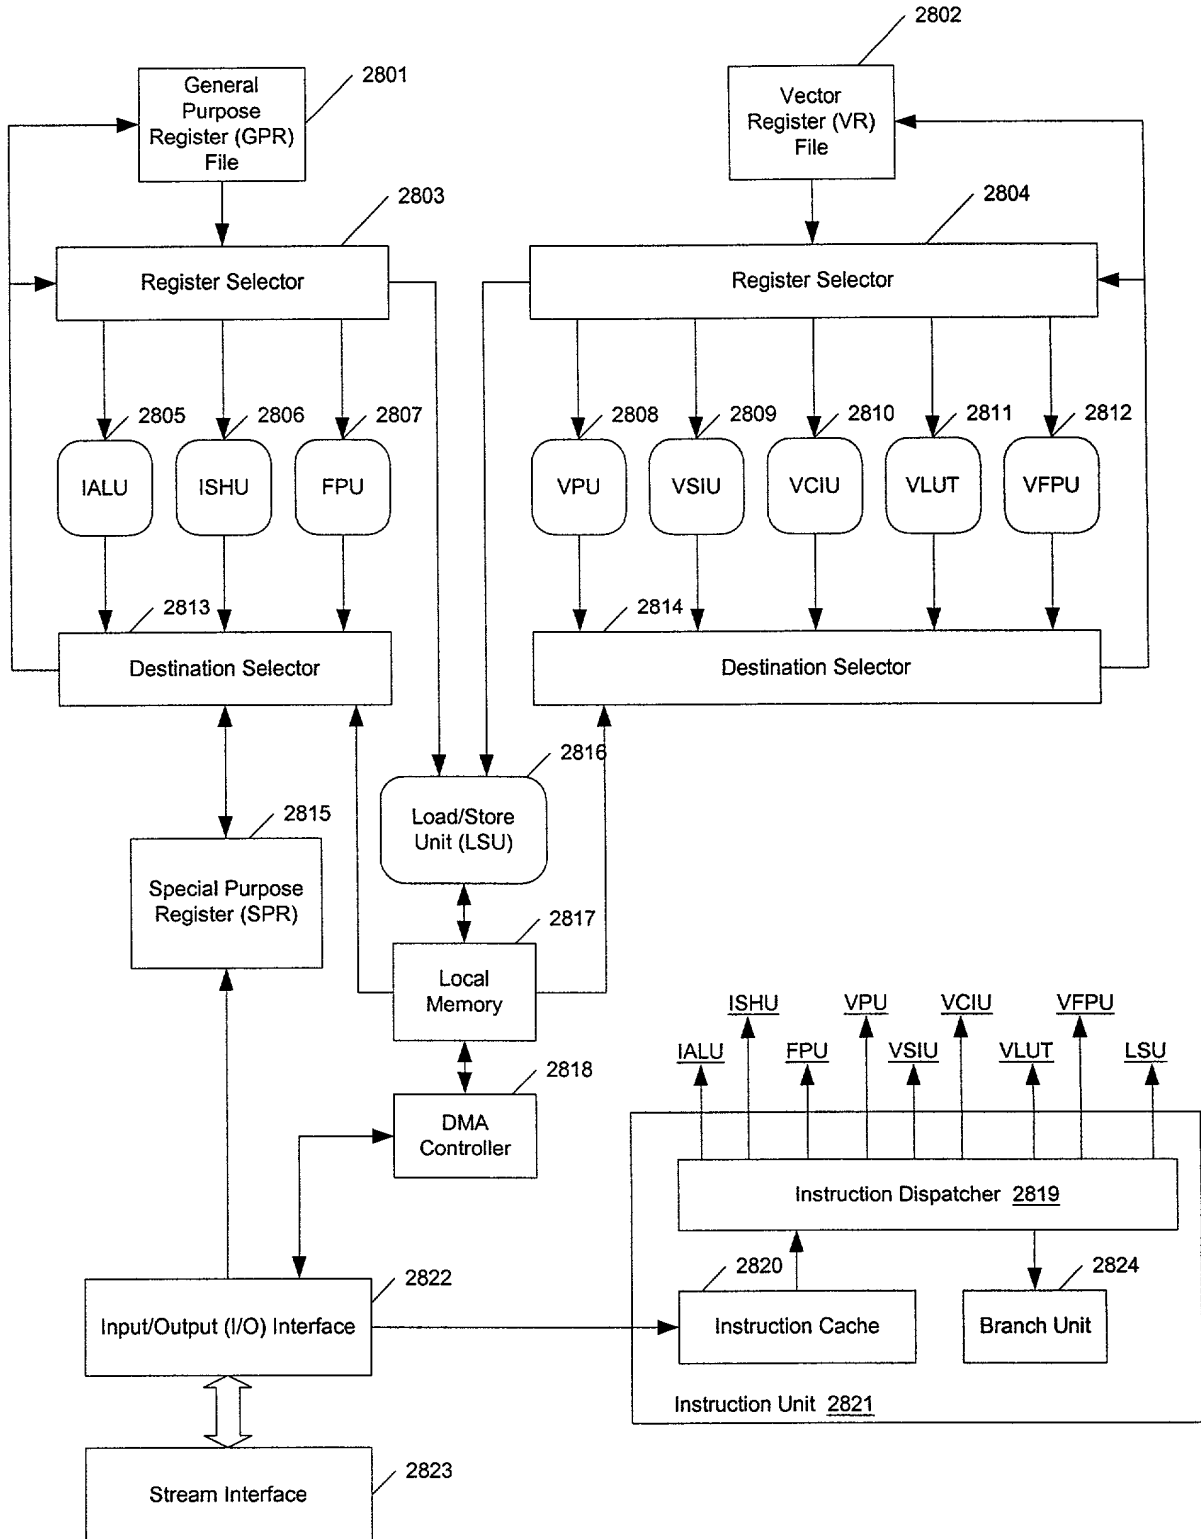 2802
2801
General
Purpose
Register (GPR)
File
Vector
Register (VR)
File
2803
2804
Register Selector
Register Selector
2805
2806
2807
2808
2809
2810
2811
2812
IALU
ISHU
FPU
VPU
VSIU
VCIU
VLUT
VFPU
2813
2814
Destination Selector
Destination Selector
2816
Load/Store
Unit (LSU)
2815
Special Purpose
Register (SPR)
2817
Local
Memory
ISHU
VPU
VCIU
VFPU
IALU
FPU
VSIU
VLUT
LSU
2818
DMA
Controller
Instruction Dispatcher 2819
2820
2824
2822
Input/Output (I/O) Interface
Instruction Cache
Branch Unit
Instruction Unit 2821
2823
Stream Interface